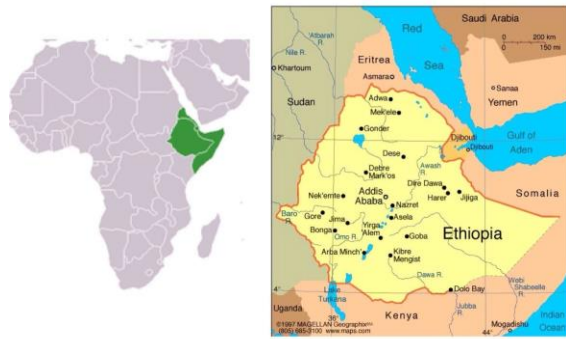 Red
Sea
Saudi Arabia
0 200 km
0 150 mi
'Atbarah
R.
Nile R.
Khartoum
Eritrea
Asmara
Sanaa
Yemen
Sudan
Adwa
Mek'ele
Gonder
12°
Djibouti
Djibouti
Gulf of
Aden
Dese
Awash
R.
Debre
Mark'os
Dire Dawa
Addis
Ababa
Nek'emte
Harer
Jijiga
Somalia
Nazret
Baro
R.
Gore
Jima
Asela
Yirga
Alem
Bonga
Omo R.
Goba
Ethiopia
Arba Minch'
Kibre
Mengist
Dawa R.
Webi
Shabeelle
R.
4°
Lake
Turkana
Dolo Bay
Uganda
36°
Kenya
Jubba
R.
44°
Indian
Ocean
Mogadishu
©1997 MAGELLAN Geographix℠
(805) 685-3100 www.maps.com